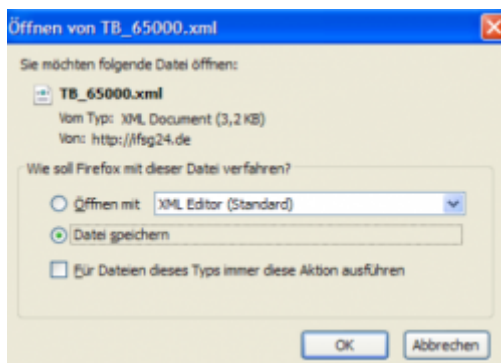 Öffnen von TB_65000.xml
Sie möchten folgende Datei öffnen:
TB_65000.xml
Vom Typ: XML Document (3,2 KB)
Von: http://ifsg24.de
Wie soll Firefox mit dieser Datei verfahren?
Öffnen mit XML Editor (Standard)
Datei speichern
Für Dateien dieses Typs immer diese Aktion ausführen
OK Abbrechen